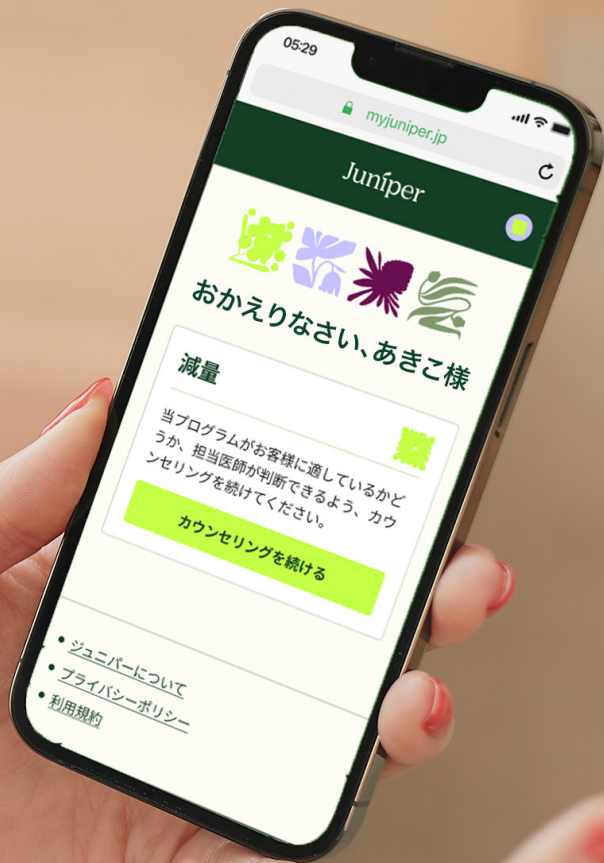 05:29
myjuniper.jp
Juniper
おかえりなさい、あきこ様
減量
当プログラムがお客様に適しているかど
うか、担当医師が判断できるよう、カウ
ンセリングを続けてください。
カウンセリングを続ける
ジュニパーについて
プライバシーポリシー
利用規約